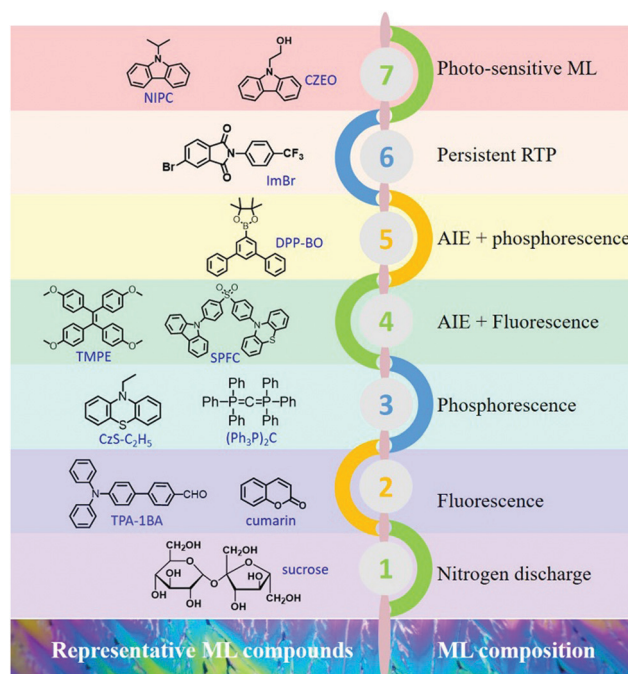 OH
7
Photo-sensitive ML
N
N
CZEO
NIPC
O
6
Persistent RTP
Br
N
CF₃
O
ImBr
O
O
B
5
AIE + phosphorescence
DPP-BO
O
O
O
O
O
S
O
N
N
S
4
AIE + Fluorescence
TMPE
SPFC
N
S
CzS-C₂H₅
Ph
Ph
Ph
P=C=P
Ph
Ph
Ph
(Ph₃P)₂C
3
Phosphorescence
N
CHO
TPA-1BA
O
O
cumarin
2
Fluorescence
sucrose
CH₂OH
CH₂OH
O
O
OH
OH
OH
O
OH
OH
OH
CH₂OH
1
Nitrogen discharge
Representative ML compounds
ML composition